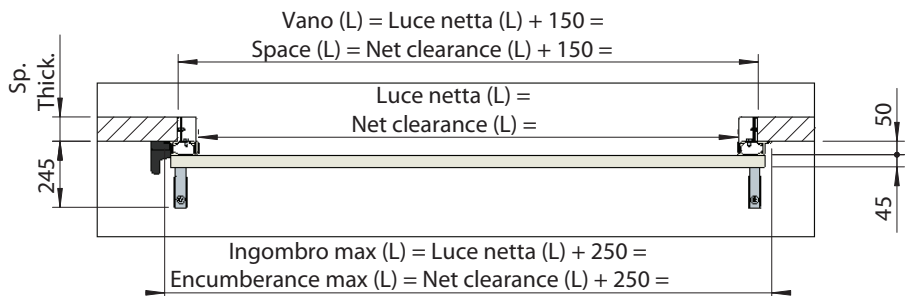 Vano (L) = Luce netta (L) + 150 =
Space (L) = Net clearance (L) + 150 =
Sp.
Thick.
Luce netta (L) =
Net clearance (L) =
50
245
45
Ingombro max (L) = Luce netta (L) + 250 =
Encumberance max (L) = Net clearance (L) + 250 =